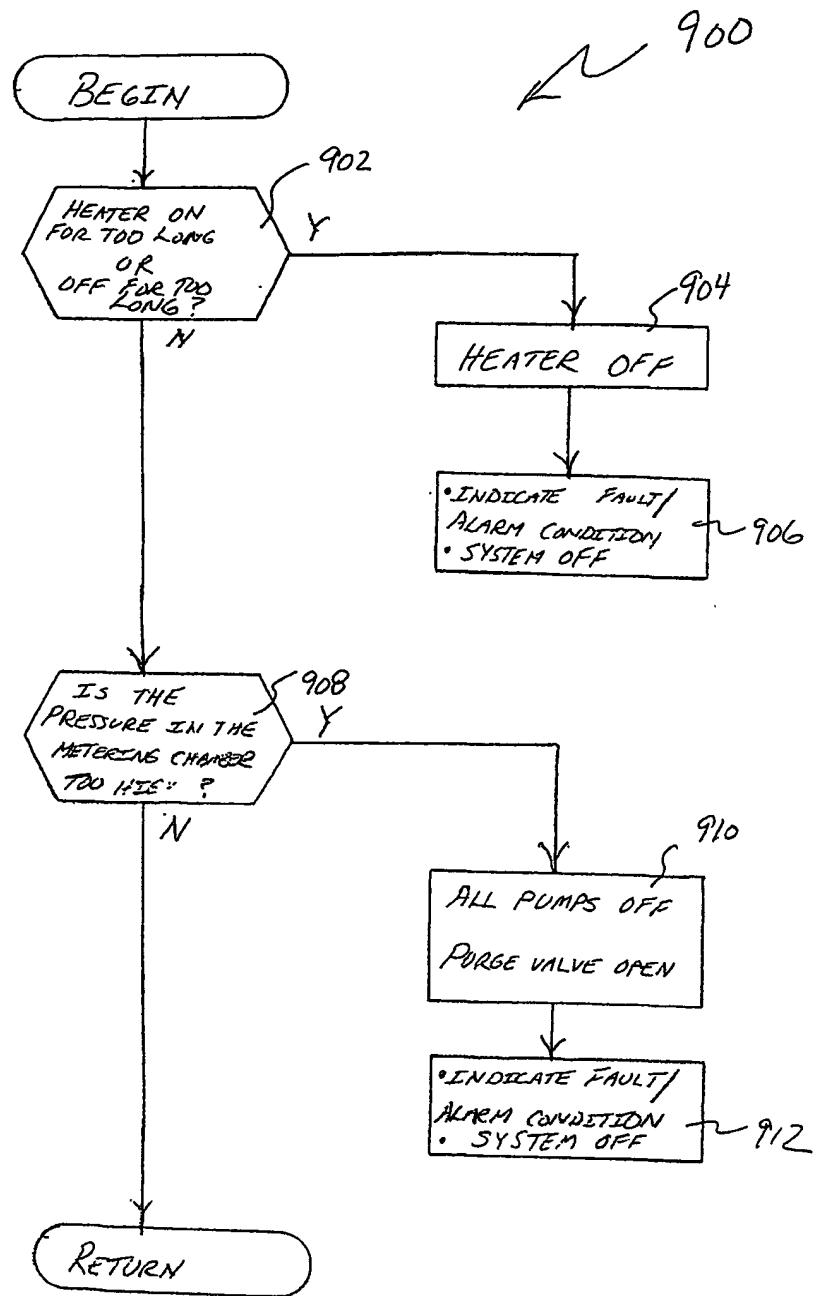 900
BEGIN
902
HEATER ON
FOR TOO LONG
OR
OFF FOR TOO
LONG?
Y
N
904
HEATER OFF
• INDICATE FAULT/
ALARM CONDITION
• SYSTEM OFF
906
908
IS THE
PRESSURE IN THE
METERING CHAMBER
TOO ?
Y
N
910
ALL PUMPS OFF
PURGE VALVE OPEN
• INDICATE FAULT/
ALARM CONDITION
• SYSTEM OFF
912
RETURN